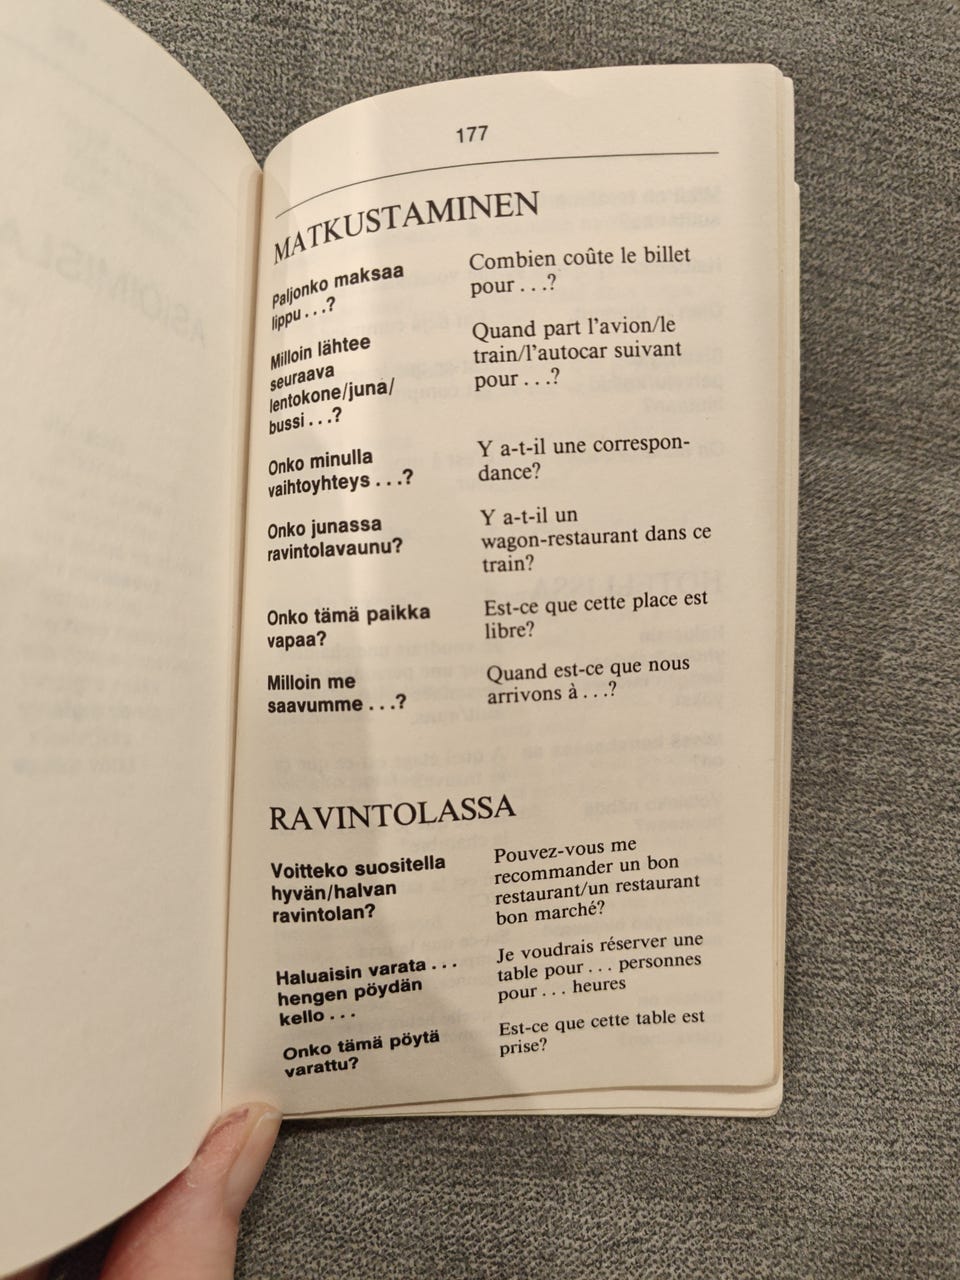 177
MATKUSTAMINEN
Paljonko maksaa
lippu . . .?
Combien coûte le billet
pour . . .?
Milloin lähtee
seuraava
lentokone/juna/
bussi . . .?
Quand part l'avion/le
train/l'autocar suivant
pour . . .?
Onko minulla
vaihtoyhteys . . .?
Y a-t-il une correspon-
dance?
Onko junassa
ravintolavaunu?
Y a-t-il un
wagon-restaurant dans ce
train?
Onko tämä paikka
vapaa?
Est-ce que cette place est
libre?
Milloin me
saavumme . . .?
Quand est-ce que nous
arrivons à . . .?
RAVINTOLASSA
Voitteko suositella
hyvän/halvan
ravintolan?
Pouvez-vous me
recommander un bon
restaurant/un restaurant
bon marché?
Haluaisin varata . . .
hengen pöydän
kello . . .
Je voudrais réserver une
table pour . . . personnes
pour . . . heures
Onko tämä pöytä
varattu?
Est-ce que cette table est
prise?